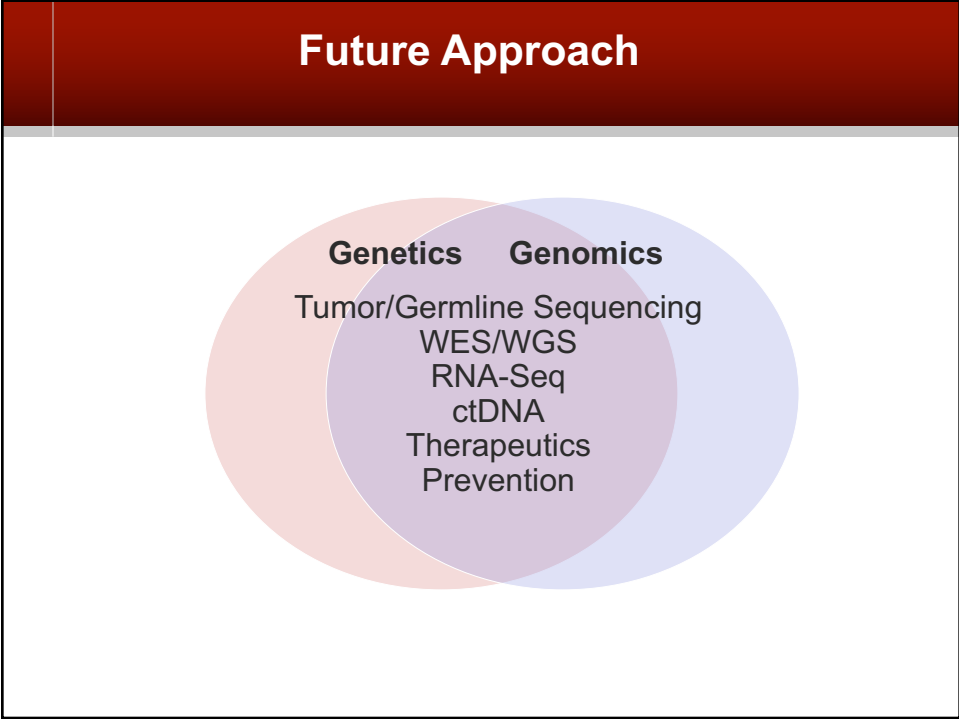 Future Approach
Genetics Genomics
Tumor/Germline Sequencing
WES/WGS
RNA-Seq
ctDNA
Therapeutics
Prevention